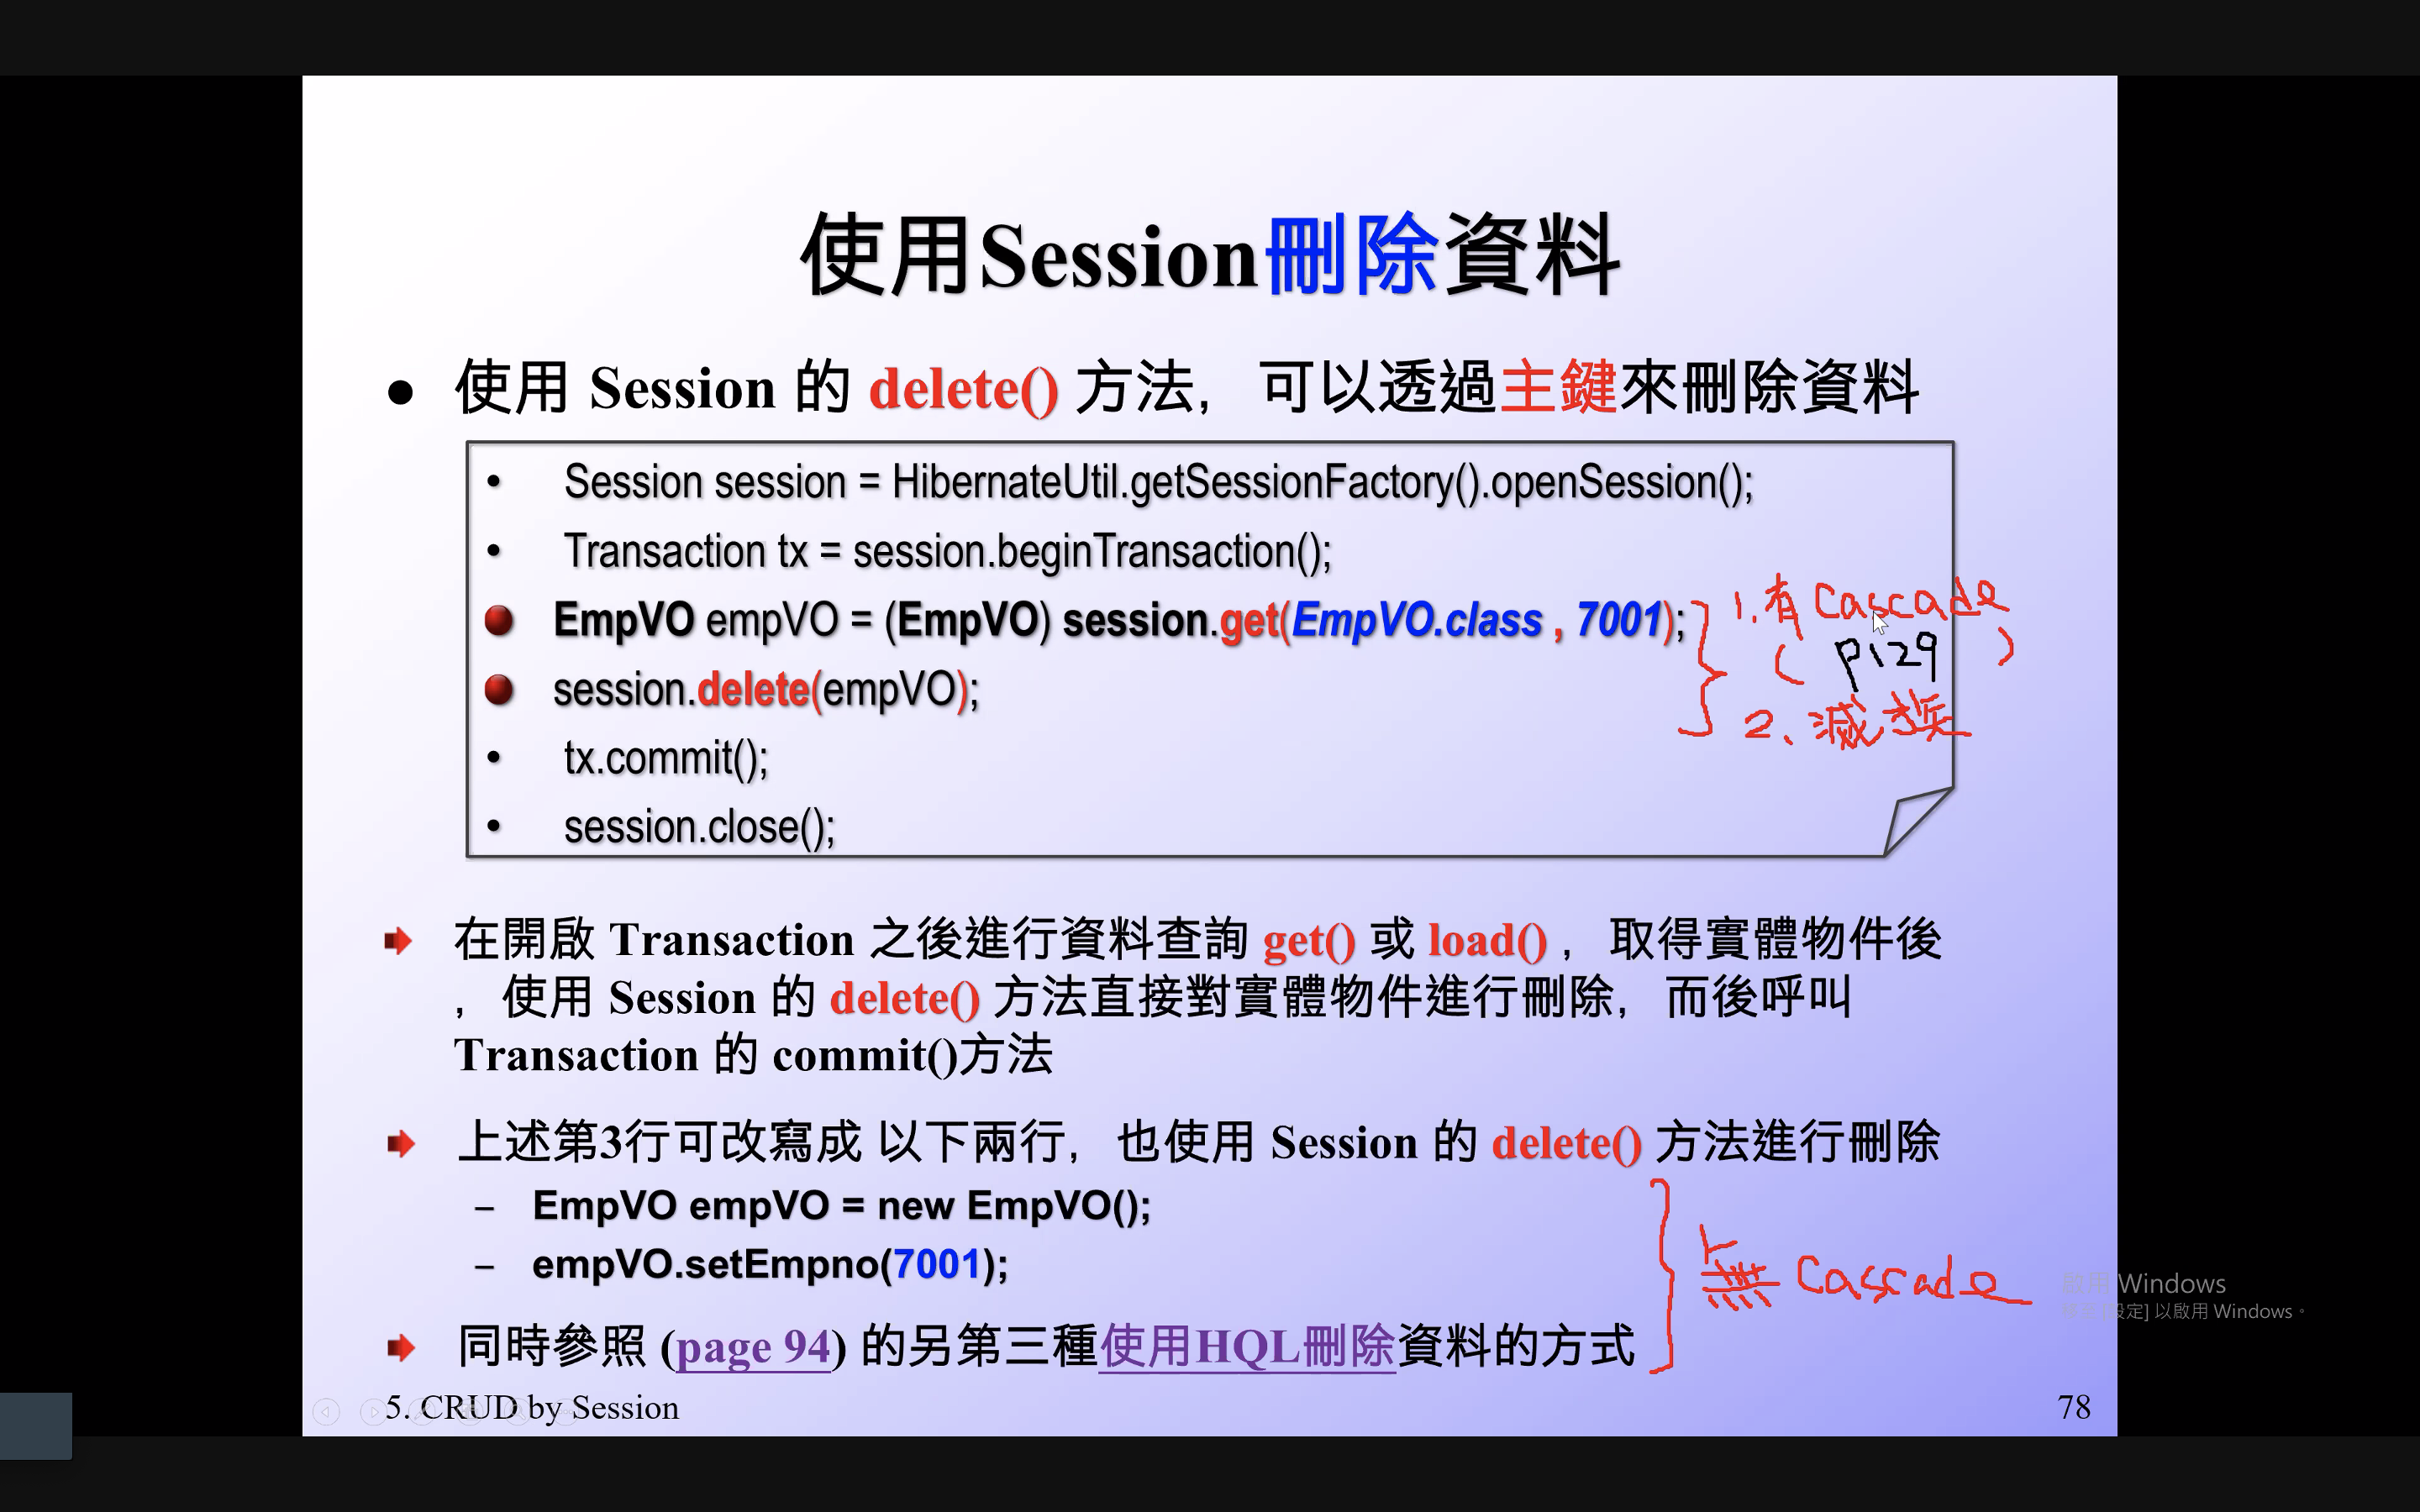 使用Session刪除資料
● 使用 Session 的 delete() 方法, 可以透過主鍵來刪除資料
• Session session = HibernateUtil.getSessionFactory().openSession();
• Transaction tx = session.beginTransaction();
EmpVO empVO = (EmpVO) session.get(EmpVO.class , 7001);
session.delete(empVO);
• tx.commit();
• session.close();
1.有Cascade
( P129 )
2、減
在開啟 Transaction 之後進行資料查詢 get() 或 load() , 取得實體物件後
, 使用 Session 的 delete() 方法直接對實體物件進行刪除, 而後呼叫
Transaction 的 commit()方法
上述第3行可改寫成 以下兩行, 也使用 Session 的 delete() 方法進行刪除
– EmpVO empVO = new EmpVO();
– empVO.setEmpno(7001);
無 Cascade
同時參照 (page 94) 的另第三種使用HQL刪除資料的方式
啟用 Windows
設定] 以啟用 Windows。
5. CRUD by Session
78